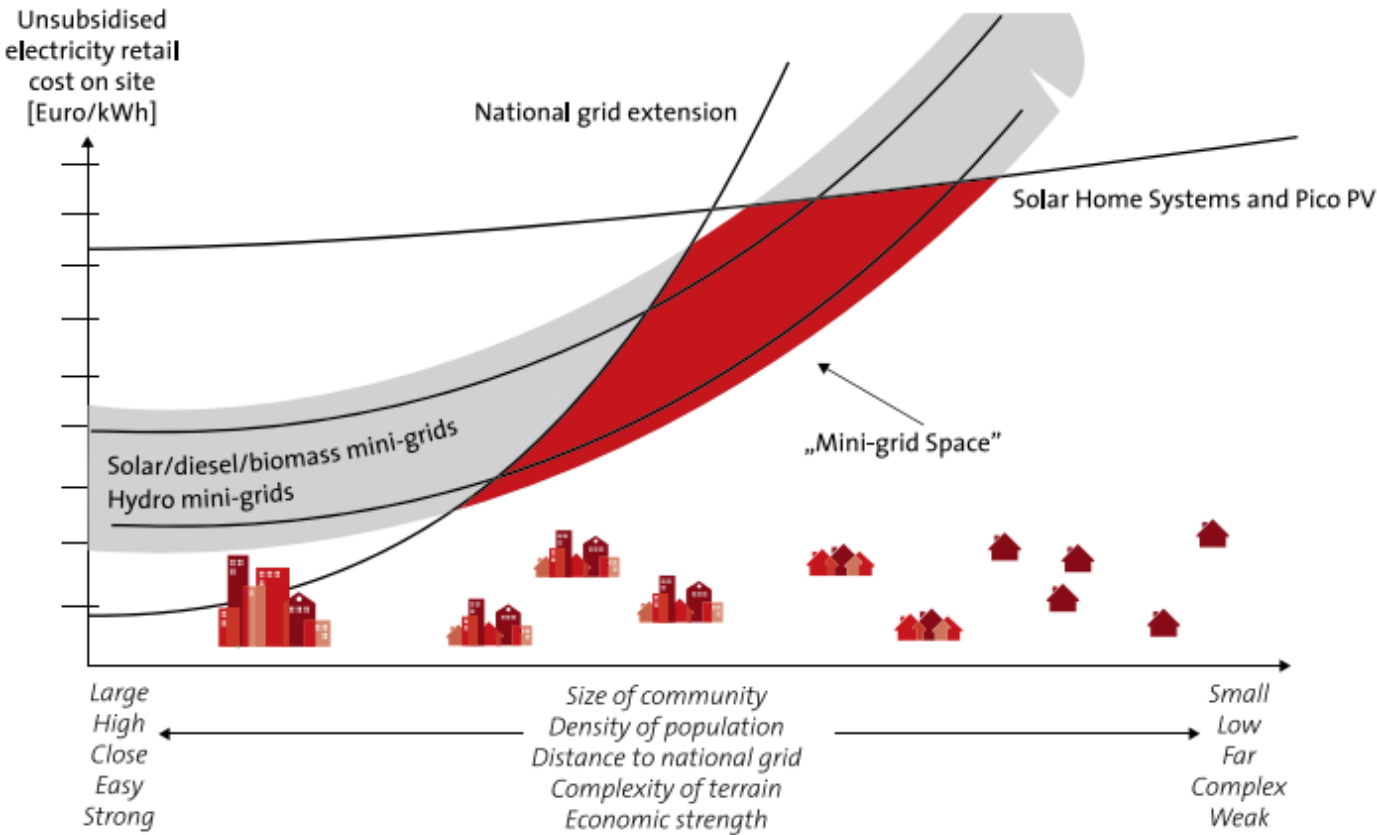 Unsubsidised
electricity retail
cost on site
[Euro/kWh]
National grid extension
Solar Home Systems and Pico PV
Solar/diesel/biomass mini-grids
Hydro mini-grids
„Mini-grid Space”
Large
High
Close
Easy
Strong
Size of community
Density of population
Distance to national grid
Complexity of terrain
Economic strength
Small
Low
Far
Complex
Weak